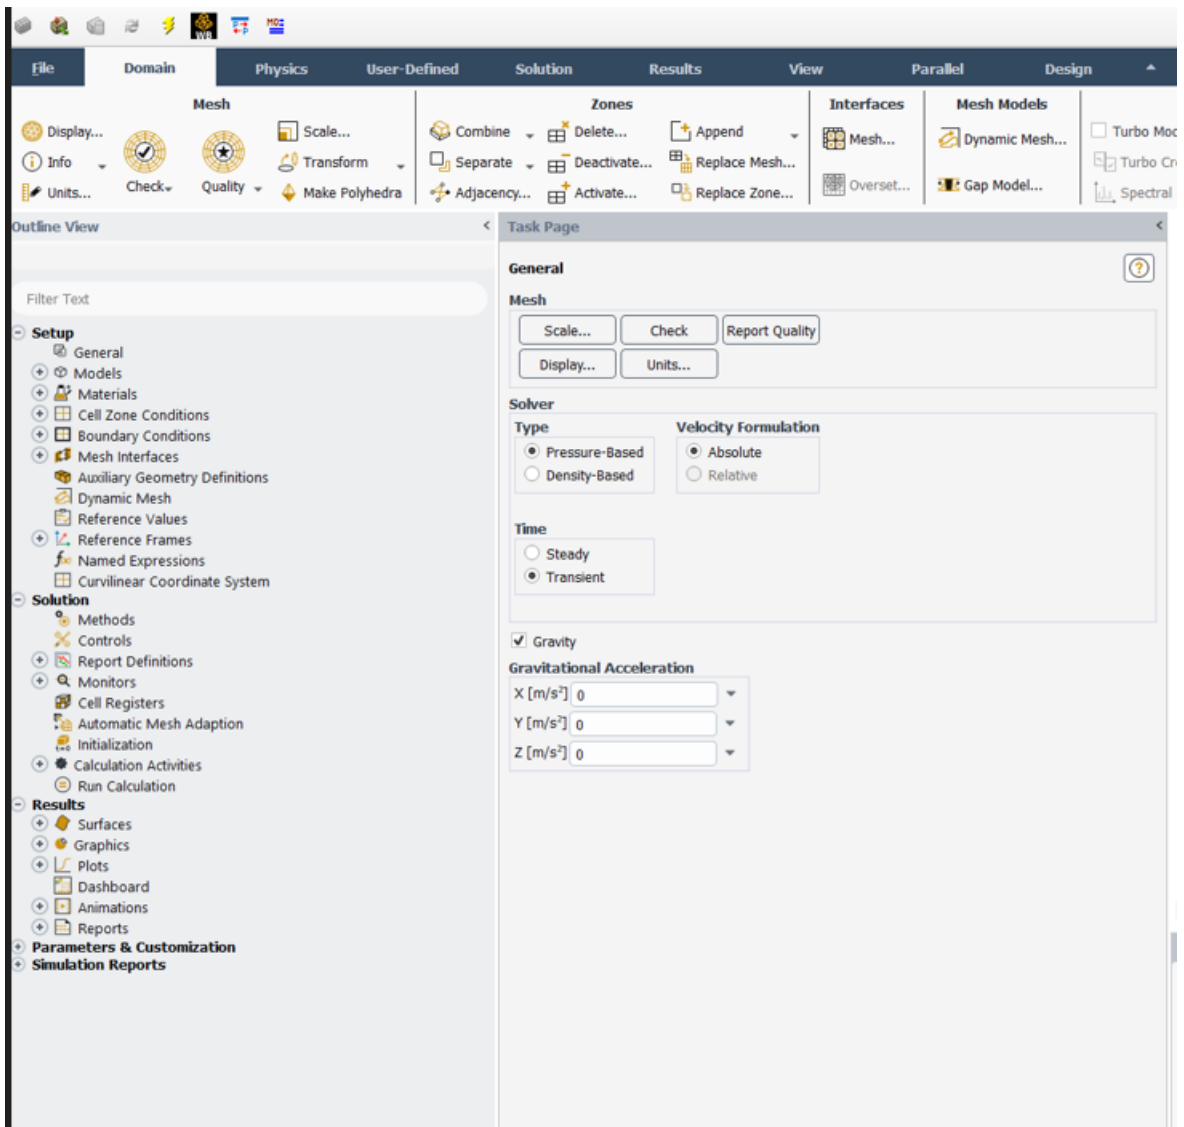 WB
File Domain Physics User-Defined Solution Results View Parallel Design
Mesh Zones Interfaces Mesh Models
Display... Scale... Combine Delete... Append Mesh... Dynamic Mesh...
Info Transform Separate Deactivate... Replace Mesh... Turbo
Units... Check Quality Make Polyhedra Adjacency... Activate... Replace Zone... Overset... Gap Model... Spectral
Outline View
Filter Text
Setup
General
Models
Materials
Cell Zone Conditions
Boundary Conditions
Mesh Interfaces
Auxiliary Geometry Definitions
Dynamic Mesh
Reference Values
Reference Frames
Named Expressions
Curvilinear Coordinate System
Solution
Methods
Controls
Report Definitions
Monitors
Cell Registers
Automatic Mesh Adaption
Initialization
Calculation Activities
Run Calculation
Results
Surfaces
Graphics
Plots
Dashboard
Animations
Reports
Parameters & Customization
Simulation Reports
Task Page
General
Mesh
Scale... Check Report Quality
Display... Units...
Solver
Type Velocity Formulation
Pressure-Based Absolute
Density-Based Relative
Time
Steady
Transient
Gravity
Gravitational Acceleration
X [m/s²] 0
Y [m/s²] 0
Z [m/s²] 0